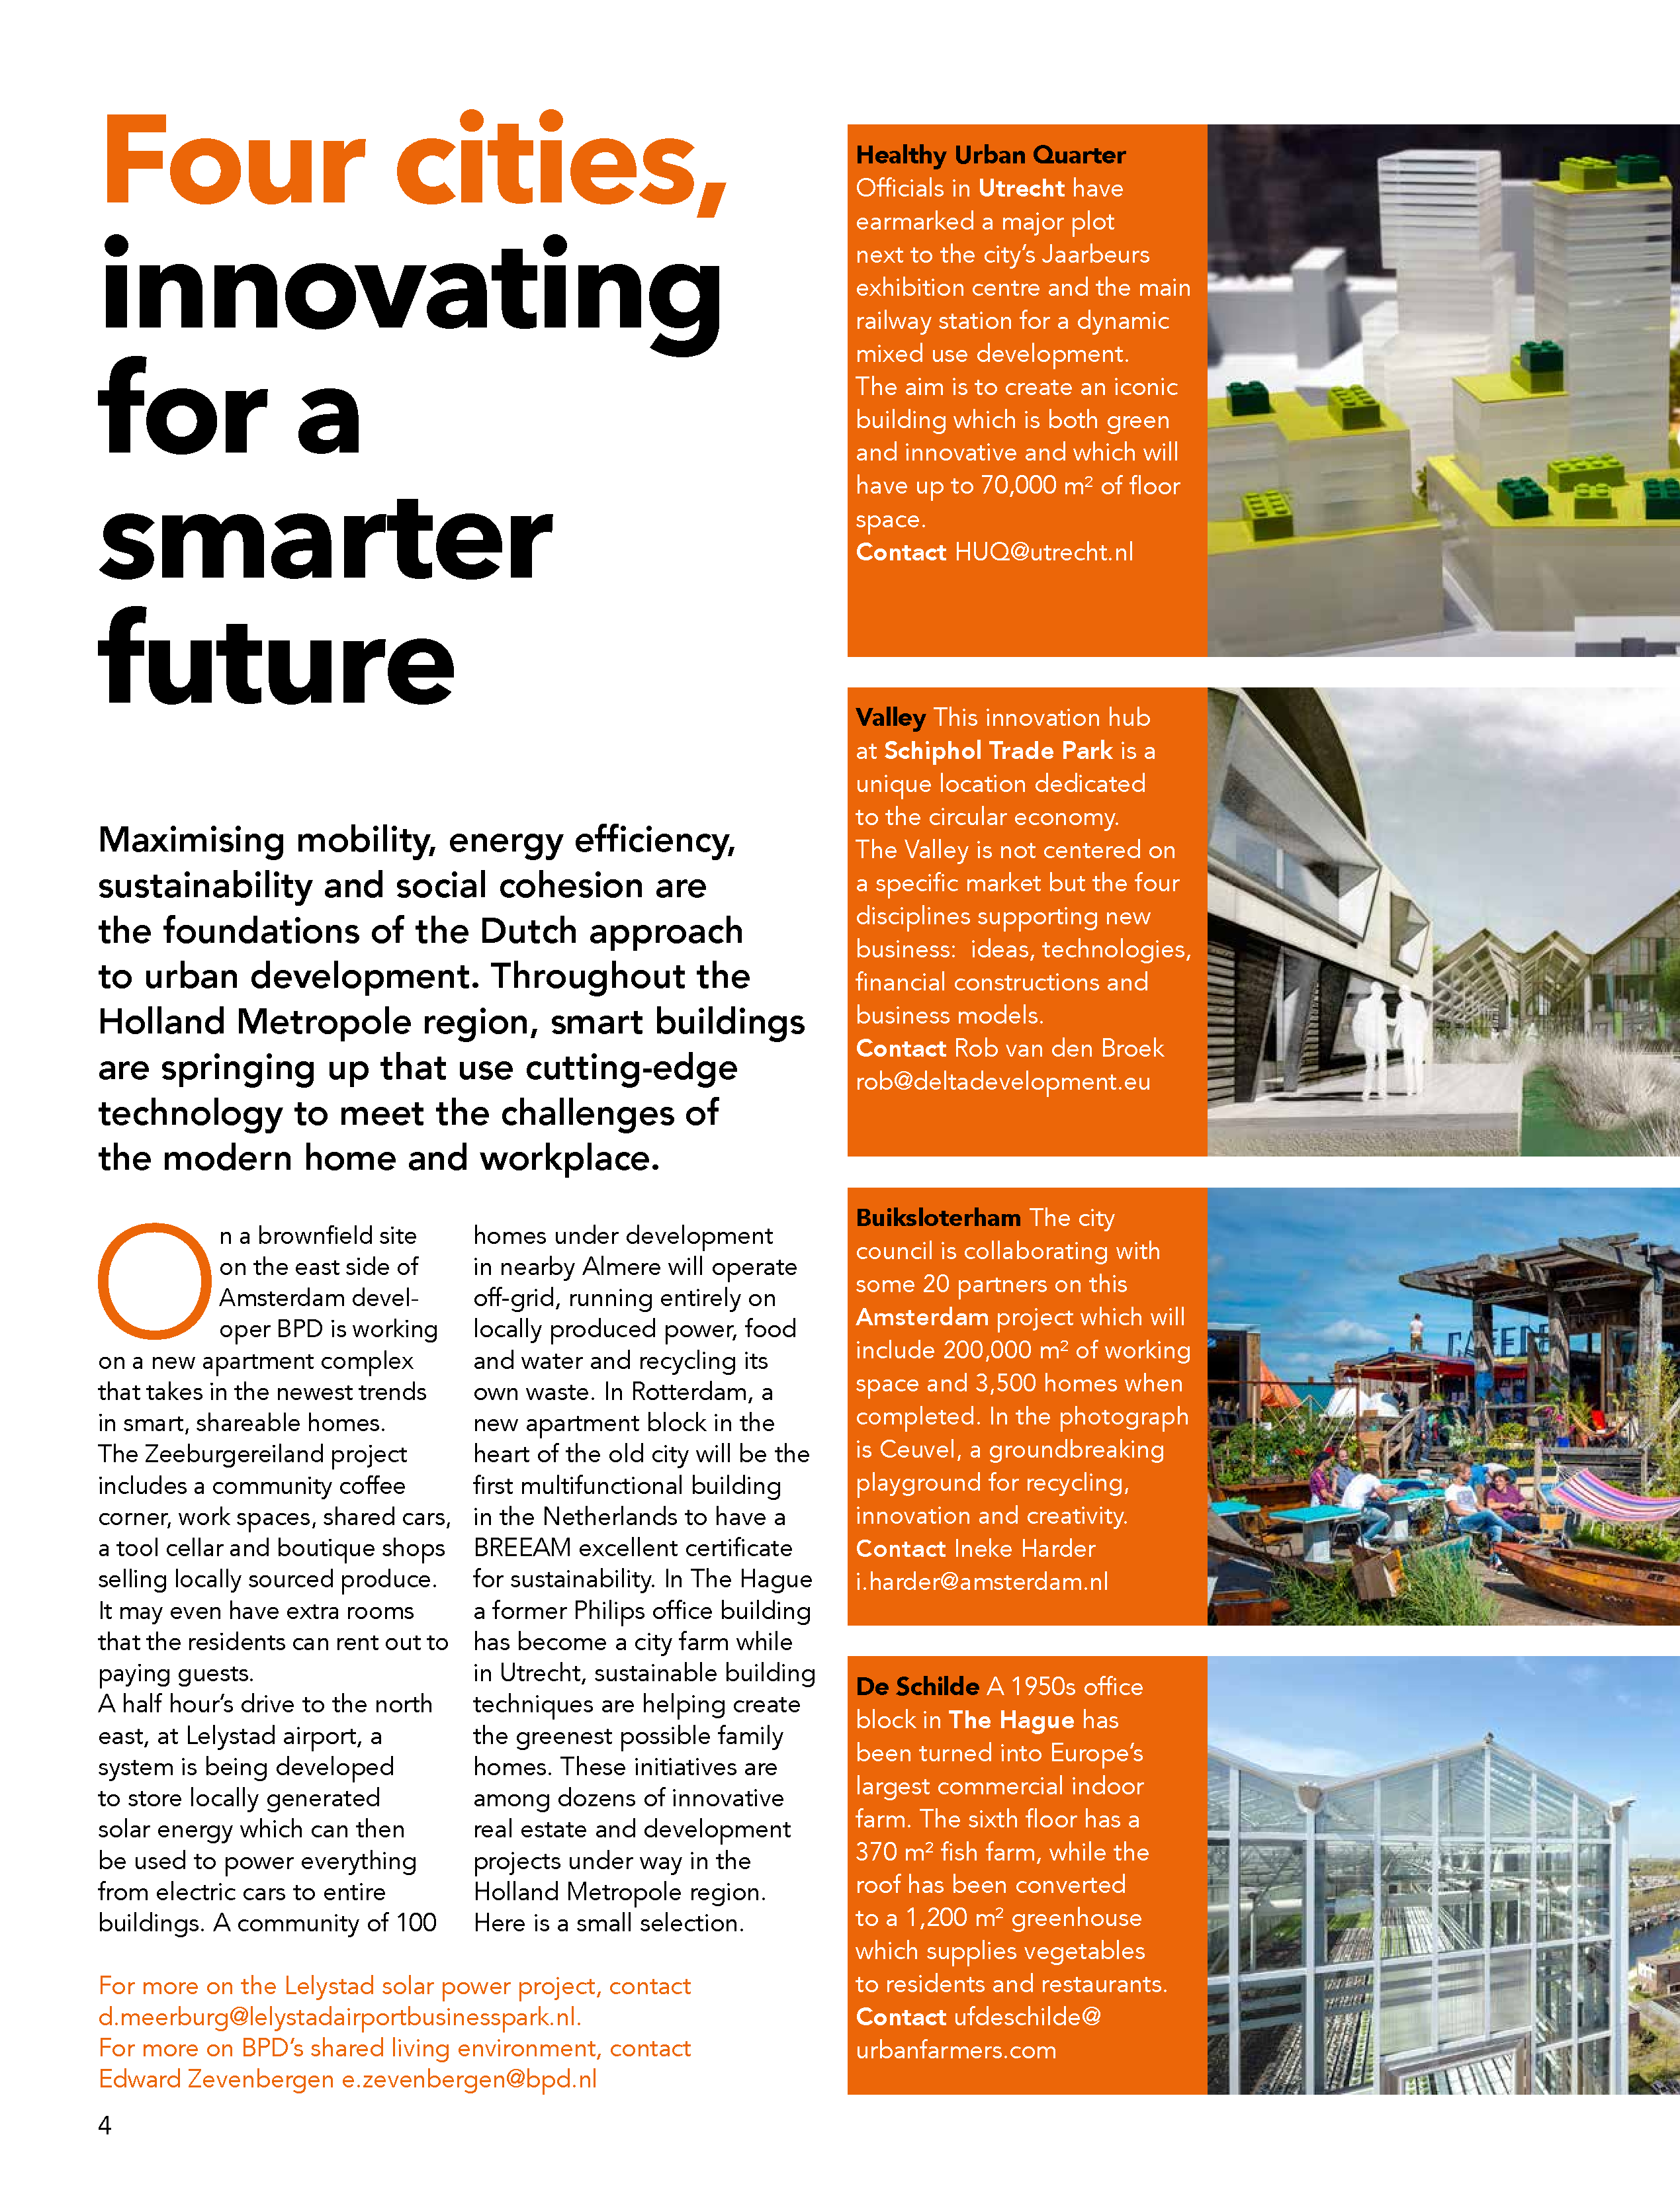 Four cities,
innovating
for a
smarter
future
Maximising mobility, energy efficiency,
sustainability and social cohesion are
the foundations of the Dutch approach
to urban development. Throughout the
Holland Metropole region, smart buildings
are springing up that use cutting-edge
technology to meet the challenges of
the modern home and workplace.
On a brownfield site
on the east side of
Amsterdam devel-
oper BPD is working
on a new apartment complex
that takes in the newest trends
in smart, shareable homes.
The Zeeburgereiland project
includes a community coffee
corner, work spaces, shared cars,
a tool cellar and boutique shops
selling locally sourced produce.
It may even have extra rooms
that the residents can rent out to
paying guests.
A half hour’s drive to the north
east, at Lelystad airport, a
system is being developed
to store locally generated
solar energy which can then
be used to power everything
from electric cars to entire
buildings. A community of 100
homes under development
in nearby Almere will operate
off-grid, running entirely on
locally produced power, food
and water and recycling its
own waste. In Rotterdam, a
new apartment block in the
heart of the old city will be the
first multifunctional building
in the Netherlands to have a
BREEAM excellent certificate
for sustainability. In The Hague
a former Philips office building
has become a city farm while
in Utrecht, sustainable building
techniques are helping create
the greenest possible family
homes. These initiatives are
among dozens of innovative
real estate and development
projects under way in the
Holland Metropole region.
Here is a small selection.
For more on the Lelystad solar power project, contact
d.meerburg@lelystadairportbusinesspark.nl.
For more on BPD’s shared living environment, contact
Edward Zevenbergen e.zevenbergen@bpd.nl
4
Healthy Urban Quarter
Officials in Utrecht have
earmarked a major plot
next to the city’s Jaarbeurs
exhibition centre and the main
railway station for a dynamic
mixed use development.
The aim is to create an iconic
building which is both green
and innovative and which will
have up to 70,000 m² of floor
space.
Contact HUQ@utrecht.nl
Valley This innovation hub
at Schiphol Trade Park is a
unique location dedicated
to the circular economy.
The Valley is not centered on
a specific market but the four
disciplines supporting new
business:  ideas, technologies,
financial constructions and
business models.
Contact Rob van den Broek
rob@deltadevelopment.eu
Buiksloterham The city
council is collaborating with
some 20 partners on this
Amsterdam project which will
include 200,000 m² of working
space and 3,500 homes when
completed. In the photograph
is Ceuvel, a groundbreaking
playground for recycling,
innovation and creativity.
Contact Ineke Harder
i.harder@amsterdam.nl
De Schilde A 1950s office
block in The Hague has
been turned into Europe’s
largest commercial indoor
farm. The sixth floor has a
370 m² fish farm, while the
roof has been converted
to a 1,200 m² greenhouse
which supplies vegetables
to residents and restaurants.
Contact ufdeschilde@
urbanfarmers.com